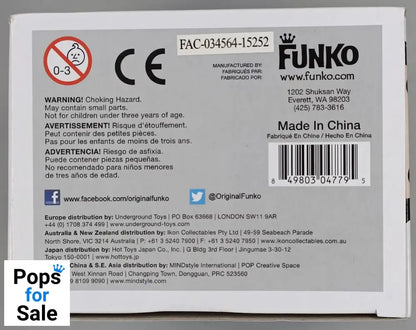 0-3
CE
FAC-034564-15252
MANUFACTURED BY:
FABRIQUÉ PAR:
FABRICADO POR:
FUNKO
www.funko.com
1202 Shuksan Way
Everett, WA 98203
(425) 783-3616
WARNING! Choking Hazard.
May contain small parts.
Not for children under three years of age.
AVERTISSEMENT! Risque d'étouffement.
Peut contenir des petites pièces.
Pas pour les enfants de moins de trois ans.
ADVERTENCIA! Riesgo de asfixia.
Puede contener piezas pequeñas.
No recomendado para niños menores
de tres años de edad.
Made In China
Fabriqué En Chine / Hecho En China
8 49803 04779 5
www.facebook.com/originalfunko
@OriginalFunko
Europe distribution by: Underground Toys | PO Box 63668 | LONDON SW11 9AR
+44 (0) 1708 374 499 | www.undergroundtoys.com
Australia & New Zealand distribution by: Ikon Collectables Pty Ltd | 49-59 Seabeach Parade
North Shore, VIC 3214 Australia | P: +61 3 5240 7900 | F: +61 3 5240 7990 | www.ikoncollectables.com
Japan distribution by: Hot Toys Japan Co., Inc. | G Bldg 3rd Floor | Jingumae 3-30-12
Tokyo 150-0001 | www.hottoys.jp
China & S.E. Asia distribution by: MINDstyle International | POP Creative Space
West Xinnan Road | Changping Town, Dongguan, PRC 523560
8109 9090 | www.mindstyle.com
Pops
for
Sale